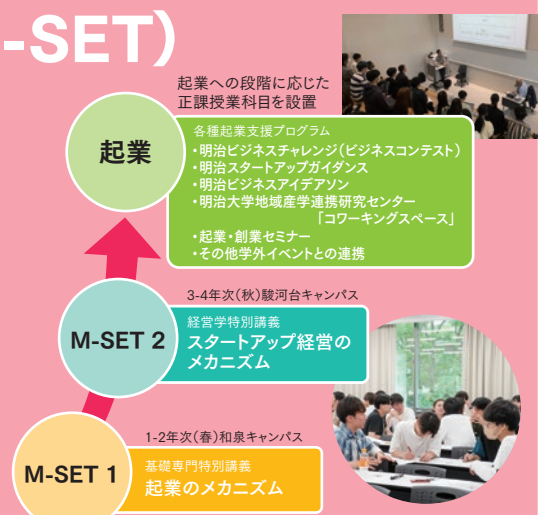 -SET）
起業への段階に応じた
正課授業科目を設置
起業
各種起業支援プログラム
・明治ビジネスチャレンジ（ビジネスコンテスト）
・明治スタートアップガイダンス
・明治ビジネスアイデアソン
・明治大学地域産学連携研究センター
「コワーキングスペース」
・起業・創業セミナー
・その他学外イベントとの連携
3-4年次（秋）駿河台キャンパス
M-SET 2
経営学特別講義
スタートアップ経営の
メカニズム
1-2年次（春）和泉キャンパス
M-SET 1
基礎専門特別講義
起業のメカニズム